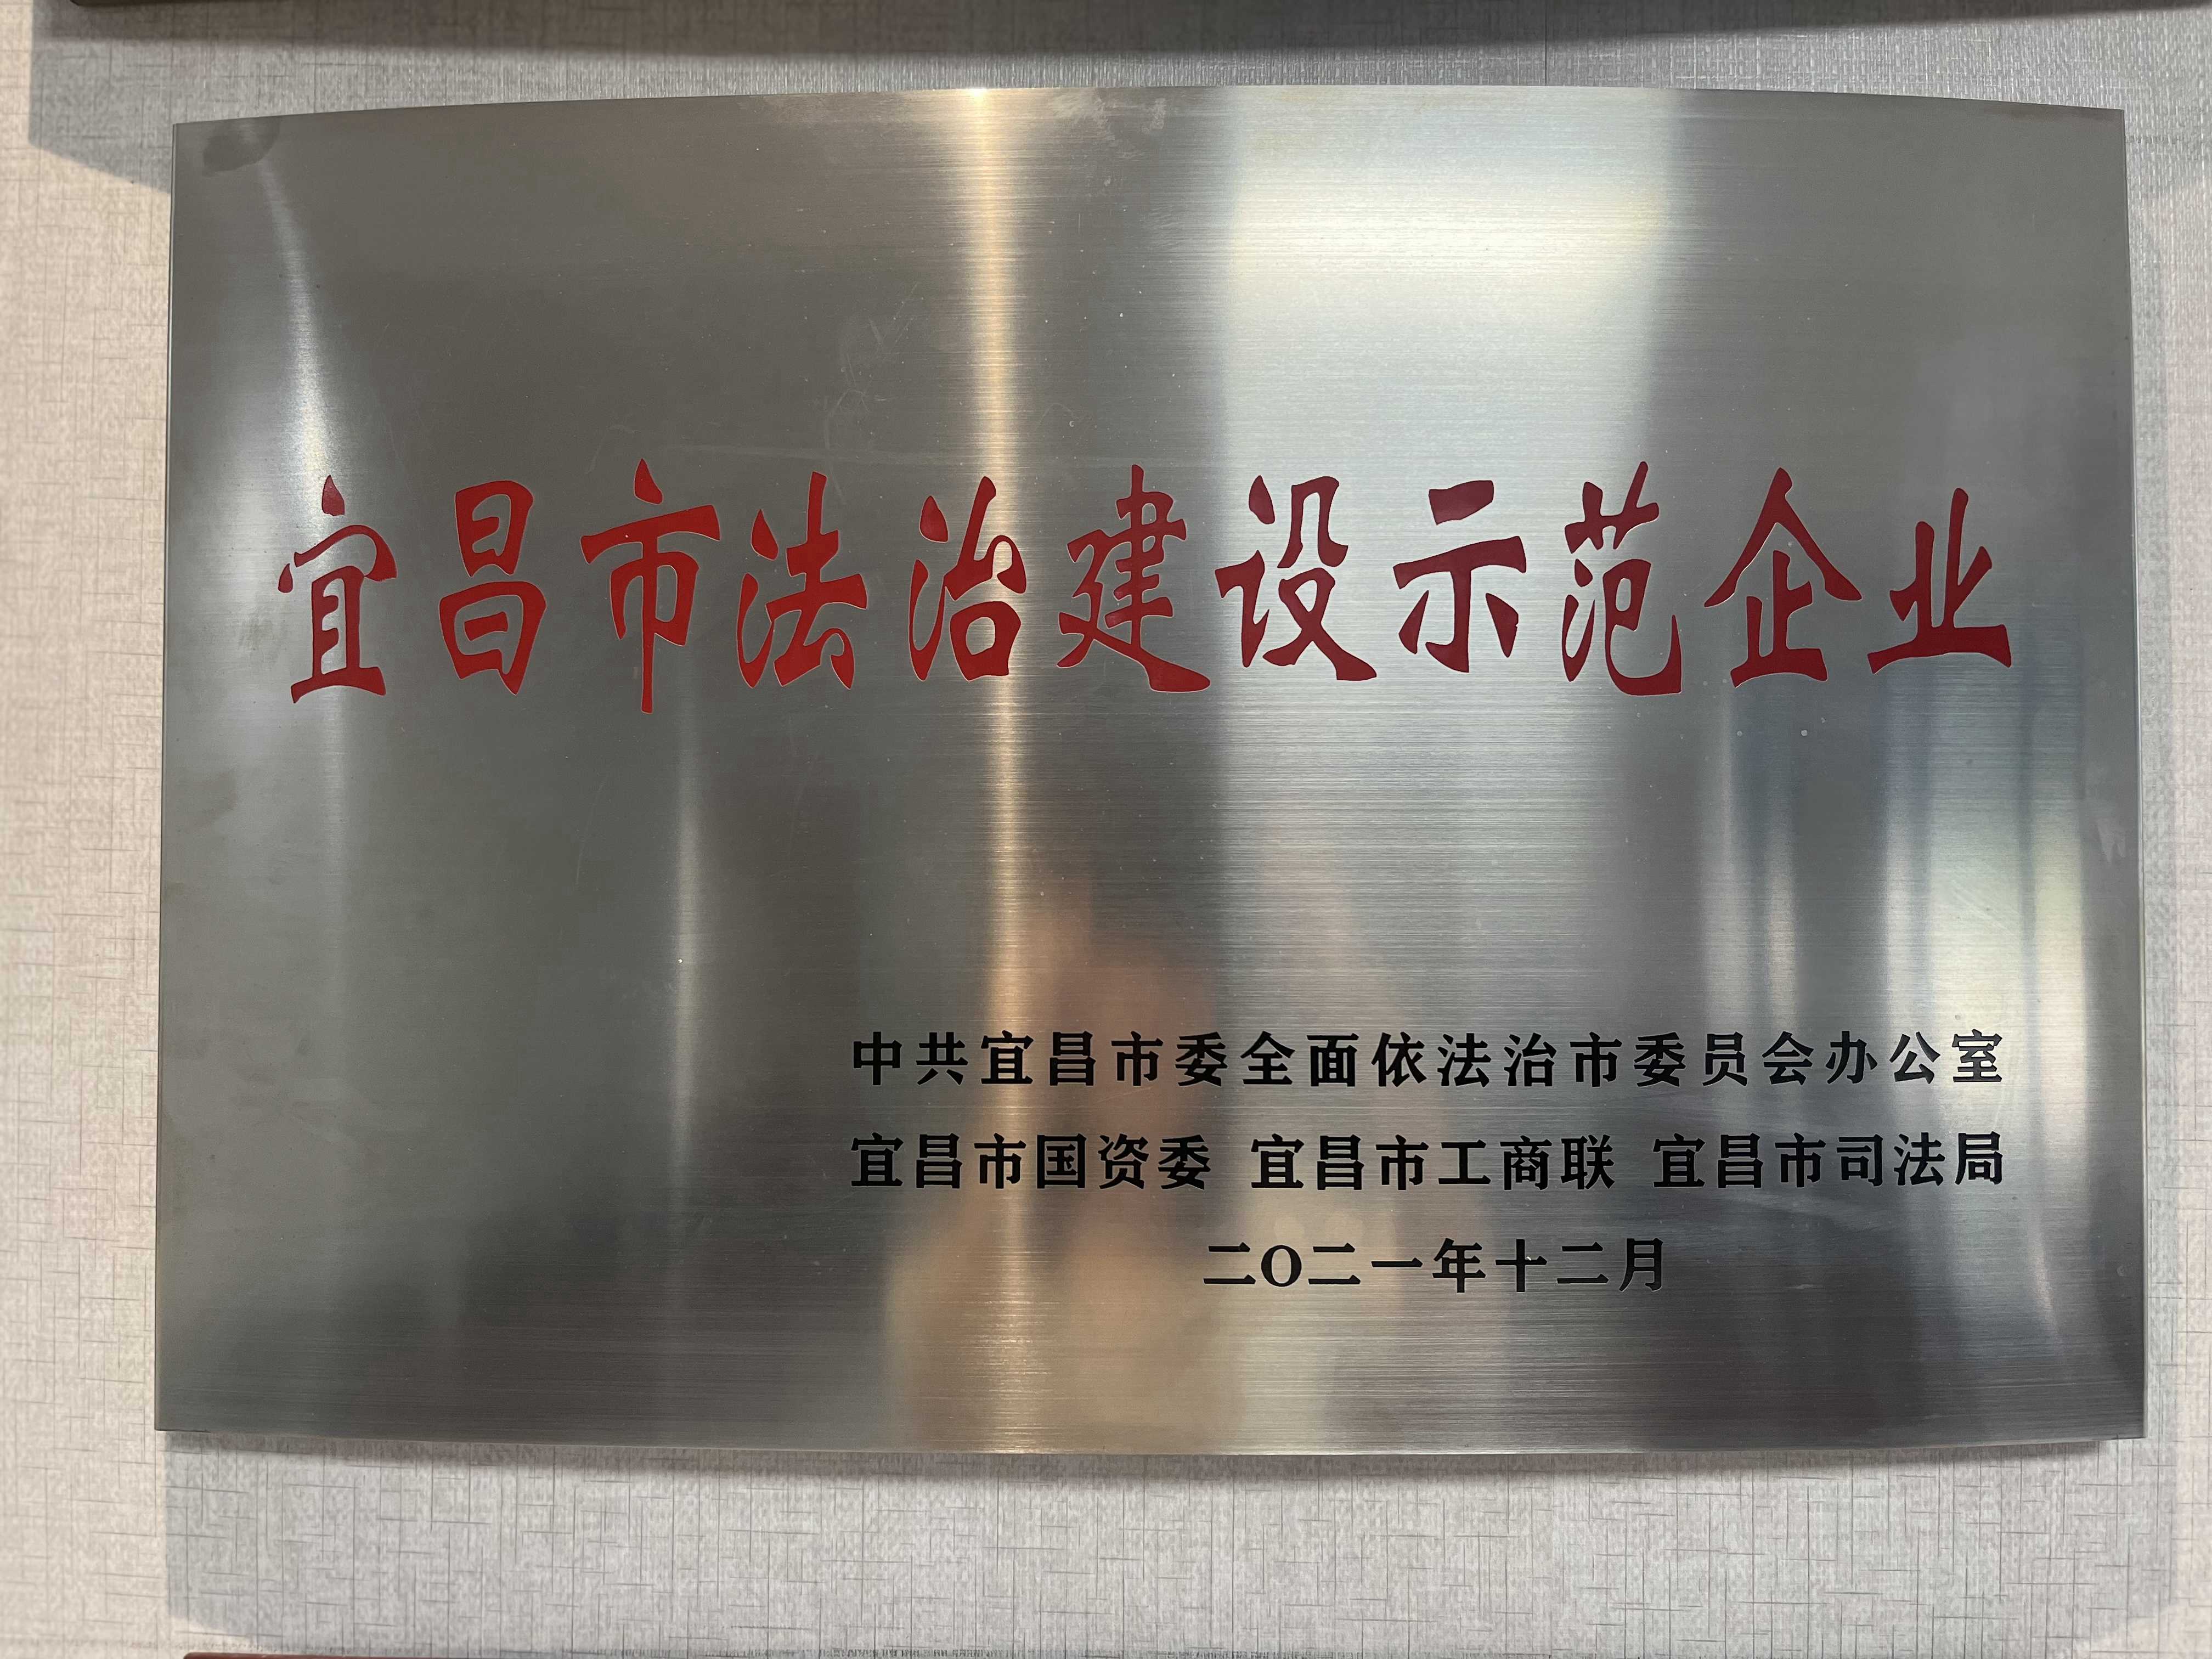 宜昌市法治建设示范企业
中共宜昌市委全面依法治市委员会办公室
宜昌市国资委 宜昌市工商联 宜昌市司法局
二〇二一年十二月